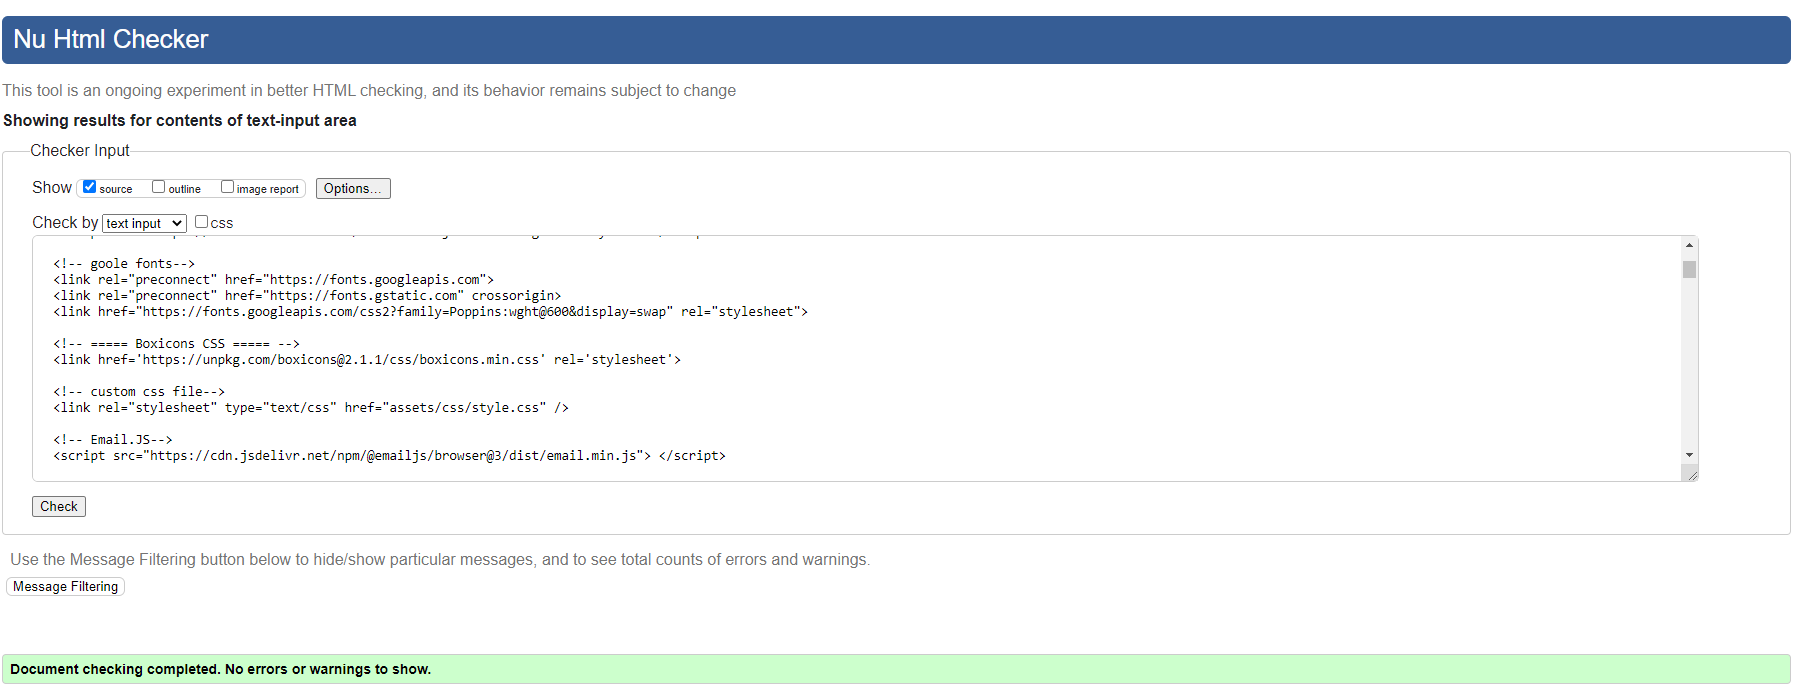 Nu Html Checker
This tool is an ongoing experiment in better HTML checking, and its behavior remains subject to change
Showing results for contents of text-input area
Checker Input
Show source outline image report Options...
Check by text input css
<!-- goole fonts-->
<link rel="preconnect" href="https://fonts.googleapis.com">
<link rel="preconnect" href="https://fonts.gstatic.com" crossorigin>
<link href="https://fonts.googleapis.com/css2?family=Poppins:wght@600&display=swap" rel="stylesheet">
<!-- ===== Boxicons CSS ===== -->
<link href='https://unpkg.com/boxicons@2.1.1/css/boxicons.min.css' rel='stylesheet'>
<!-- custom css file-->
<link rel="stylesheet" type="text/css" href="assets/css/style.css" />
<!-- Email.JS-->
<script src="https://cdn.jsdelivr.net/npm/@emailjs/browser@3/dist/email.min.js"> </script>
Check
Use the Message Filtering button below to hide/show particular messages, and to see total counts of errors and warnings.
Message Filtering
Document checking completed. No errors or warnings to show.